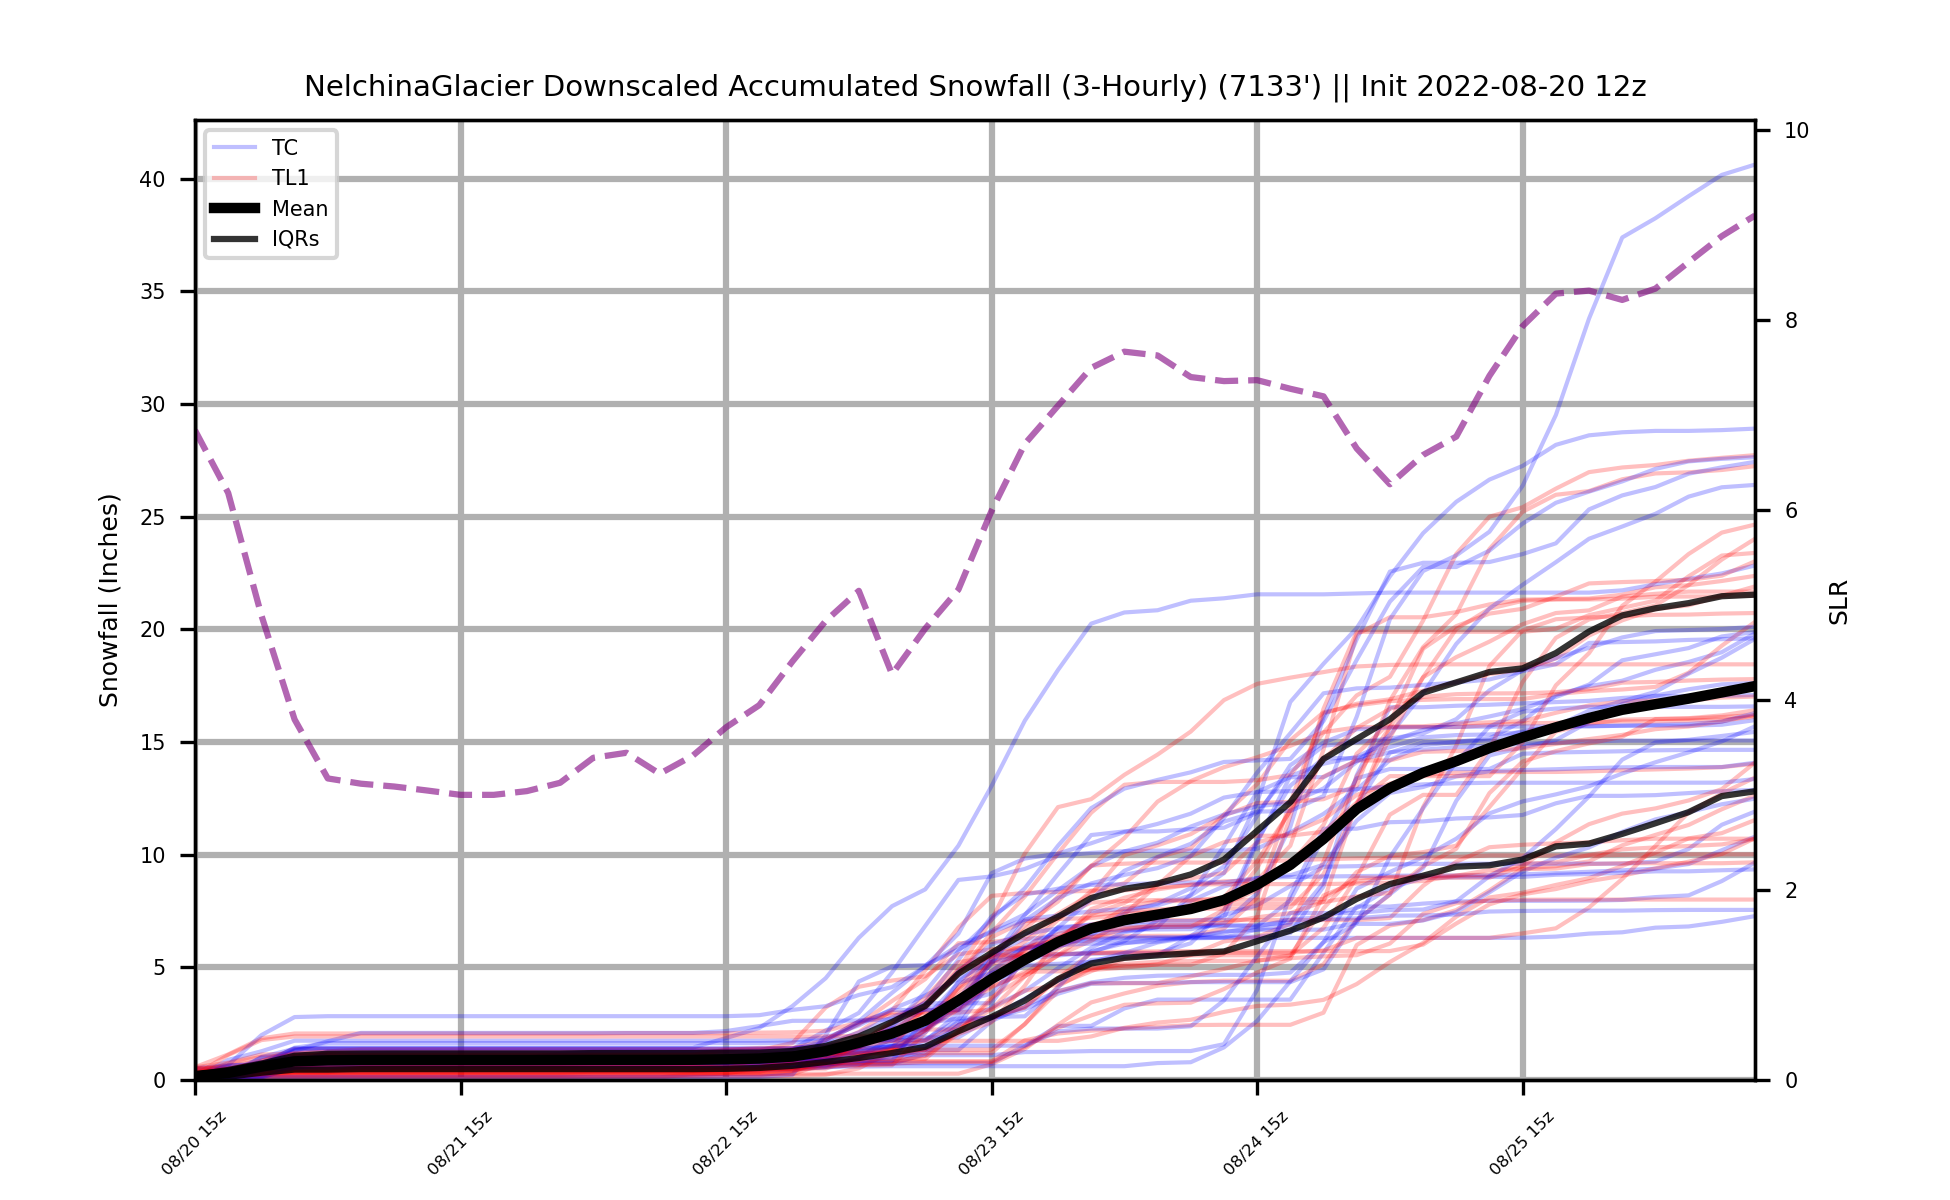 NelchinaGlacier Downscaled Accumulated Snowfall (3-Hourly) (7133') || Init 2022-08-20 12z
TC
TL1
Mean
IQRs
Snowfall (Inches)
40
35
30
25
20
15
10
5
0
10
8
6
4
2
0
SLR
08/20 15z
08/21 15z
08/22 15z
08/23 15z
08/24 15z
08/25 15z